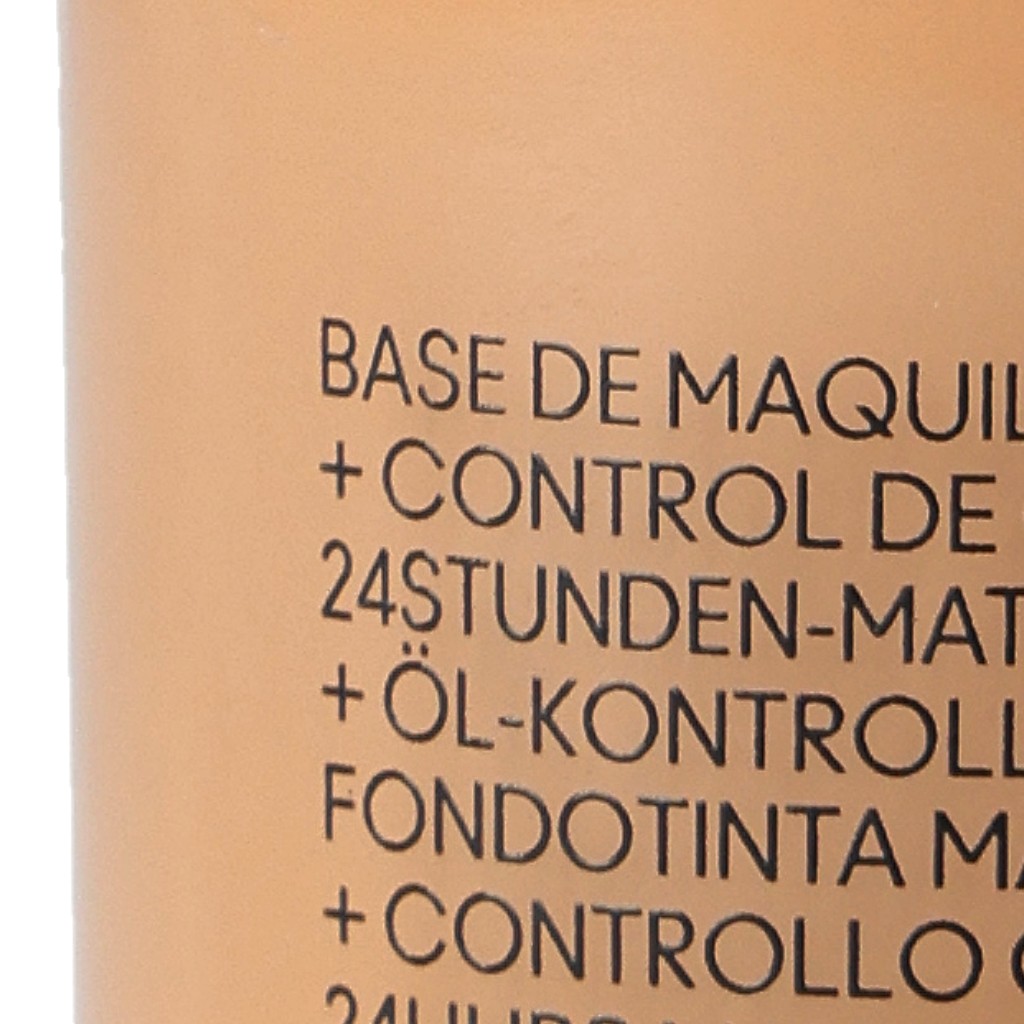 BASE DE MAQUIL
+ CONTROL DE
24STUNDEN-MAT
+ ÖL-KONTROLL
FONDOTINTA MA
+ CONTROLLO